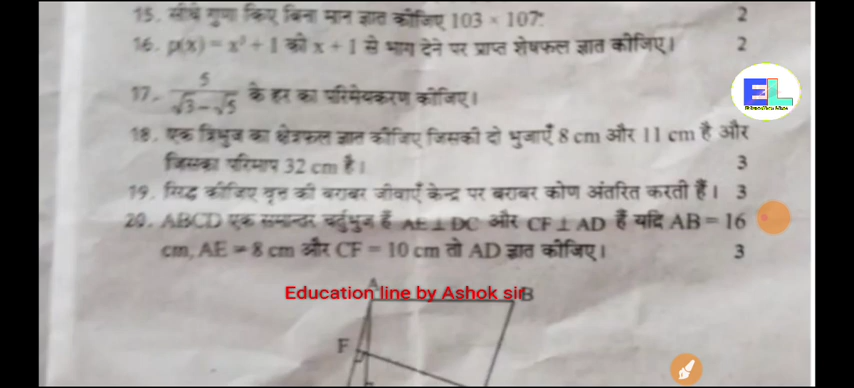 15. सीधे गुणा किए बिना मान ज्ञात कीजिए 103 × 107. 2
16. p(x) = x³ + 1 को x + 1 से भाग देने पर प्राप्त शेषफल ज्ञात कीजिए। 2
17. 5/(√3−√5) के हर का परिमेयकरण कीजिए।
EL
18. एक त्रिभुज का क्षेत्रफल ज्ञात कीजिए जिसकी दो भुजाएँ 8 cm और 11 cm है और
जिसका परिमाप 32 cm है। 3
19. सिद्ध कीजिए वृत्त की बराबर जीवाएँ केन्द्र पर बराबर कोण अंतरित करती हैं। 3
20. ABCD एक समान्तर चर्तुभुज हैं AE ⊥ DC और CF ⊥ AD हैं यदि AB = 16
cm, AE = 8 cm और CF = 10 cm तो AD ज्ञात कीजिए। 3
A B
Education line by Ashok sir
F